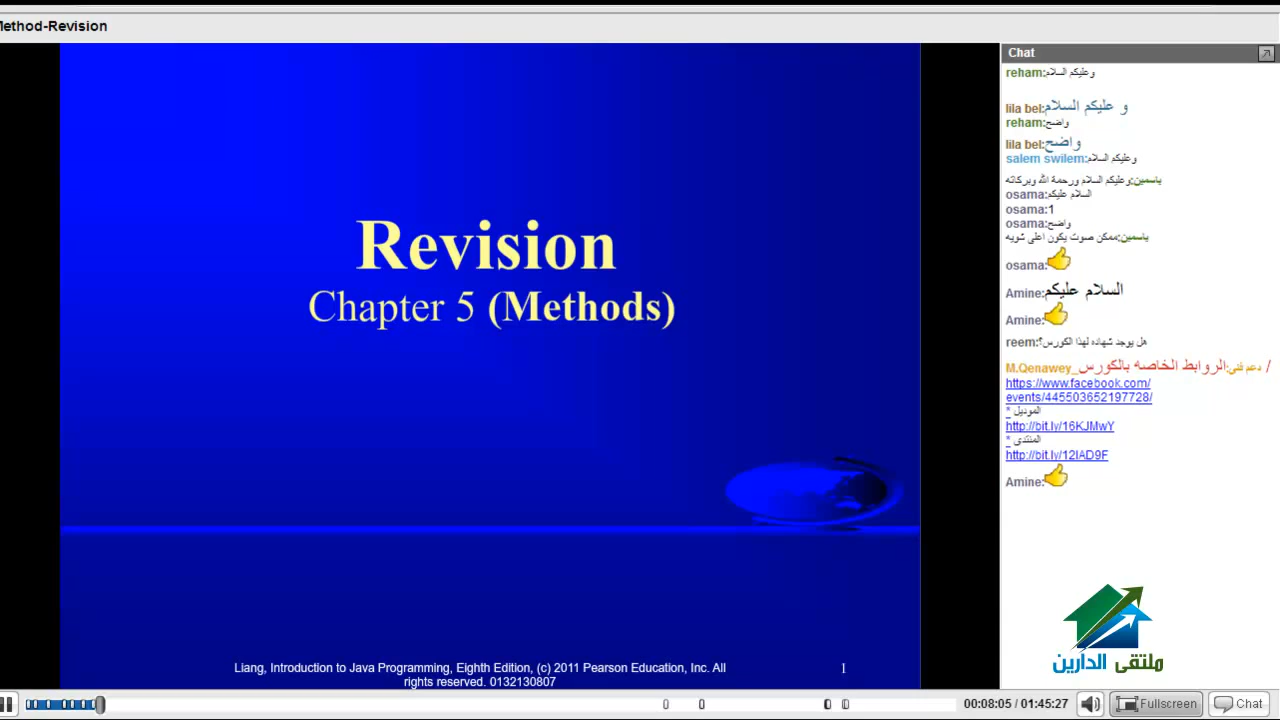 Method-Revision
Revision
Chapter 5 (Methods)
Liang, Introduction to Java Programming, Eighth Edition, (c) 2011 Pearson Education, Inc. All
rights reserved. 0132130807
1
Chat
reham:وعليكم السلام
lila bel:و عليكم السلام
reham:واضح
lila bel:واضح
salem swilem:وعليكم السلام
ياسمين:وعليكم السلام ورحمة الله وبركاته
osama:السلام عليكم
osama:1
osama:واضح
ياسمين:ممكن صوت يكون اعلى شويه
osama:
Amine:السلام عليكم
Amine:
reem:هل يوجد شهاده لهذا الكورس؟
M.Qenawey_دعم فنى: / الروابط الخاصه بالكورس
https://www.facebook.com/
events/445503652197728/
* الموديل
http://bit.ly/16KJMwY
* المنتدى
http://bit.ly/12IAD9F
Amine:
ملتقى الدارين
00:08:05 / 01:45:27
Fullscreen
Chat